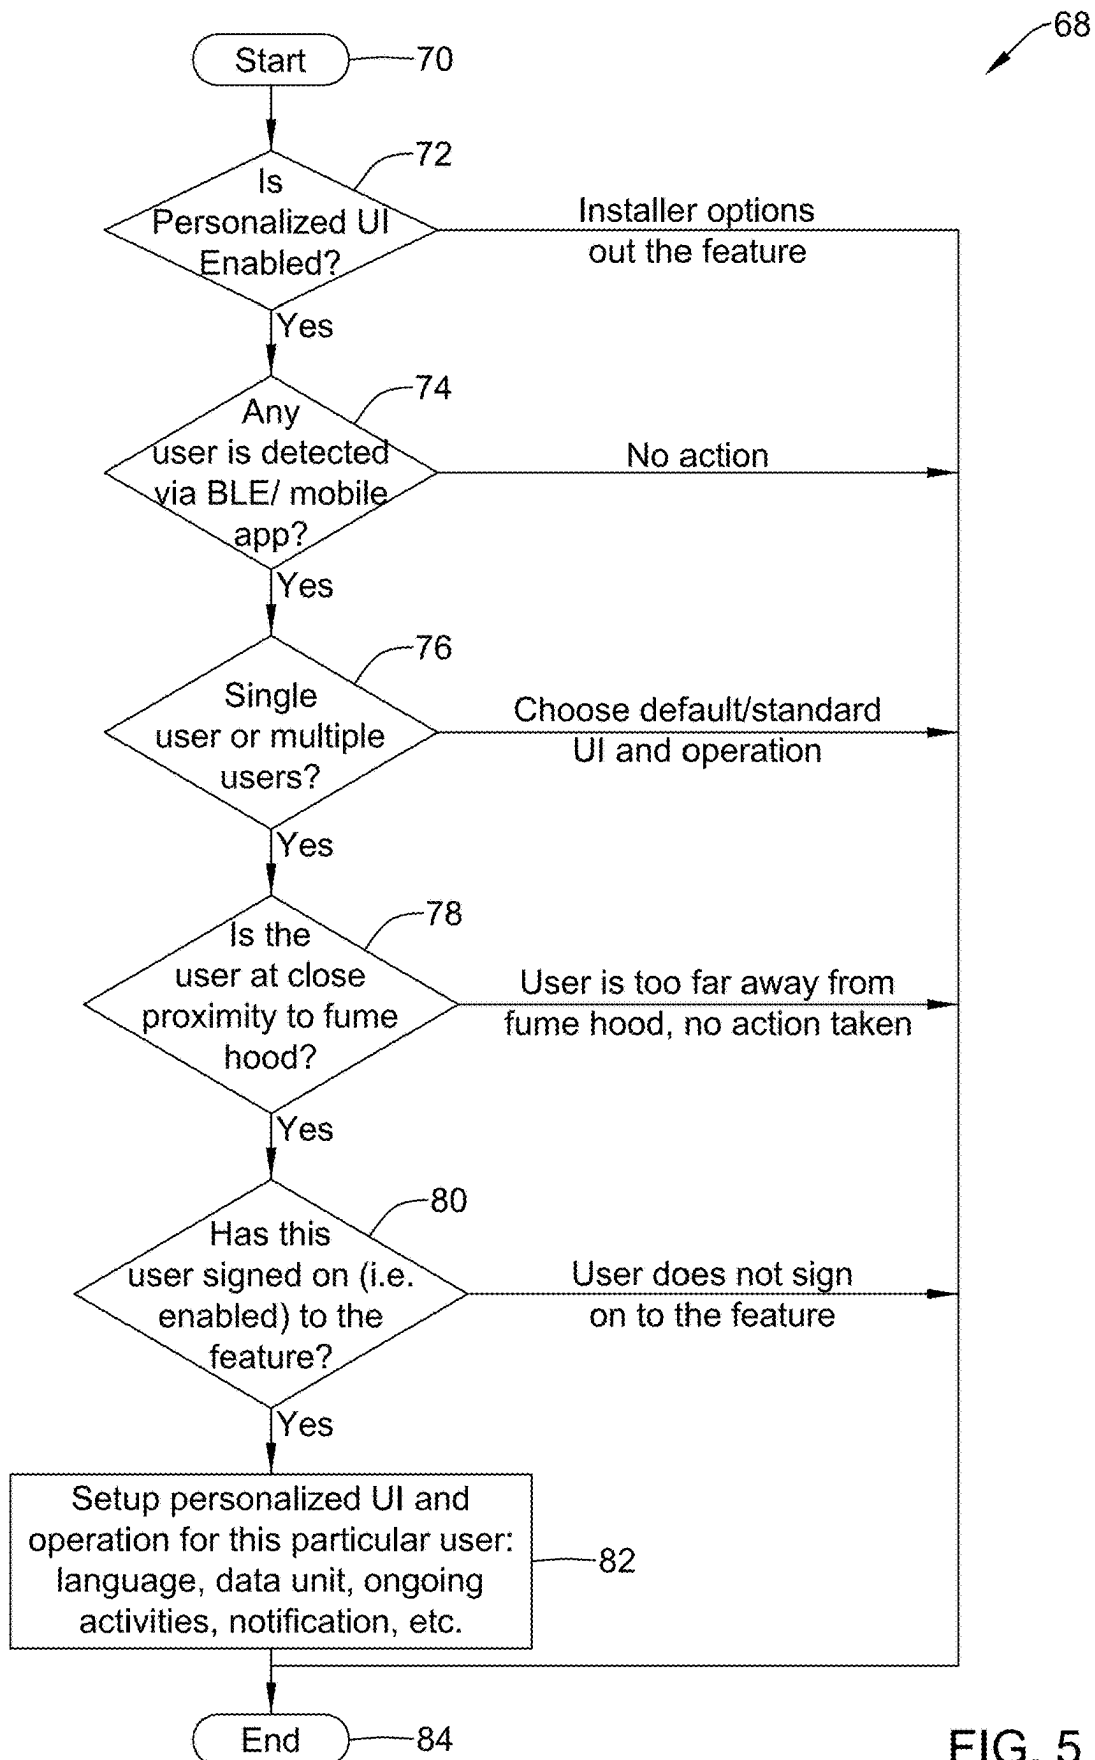 68
Start
70
72
Is
Personalized UI
Enabled?
Installer options
out the feature
Yes
74
Any
user is detected
via BLE/ mobile
app?
No action
Yes
76
Single
user or multiple
users?
Choose default/standard
UI and operation
Yes
78
Is the
user at close
proximity to fume
hood?
User is too far away from
fume hood, no action taken
Yes
80
Has this
user signed on (i.e.
enabled) to the
feature?
User does not sign
on to the feature
Yes
Setup personalized UI and
operation for this particular user:
language, data unit, ongoing
activities, notification, etc.
82
End
84
FIG. 5